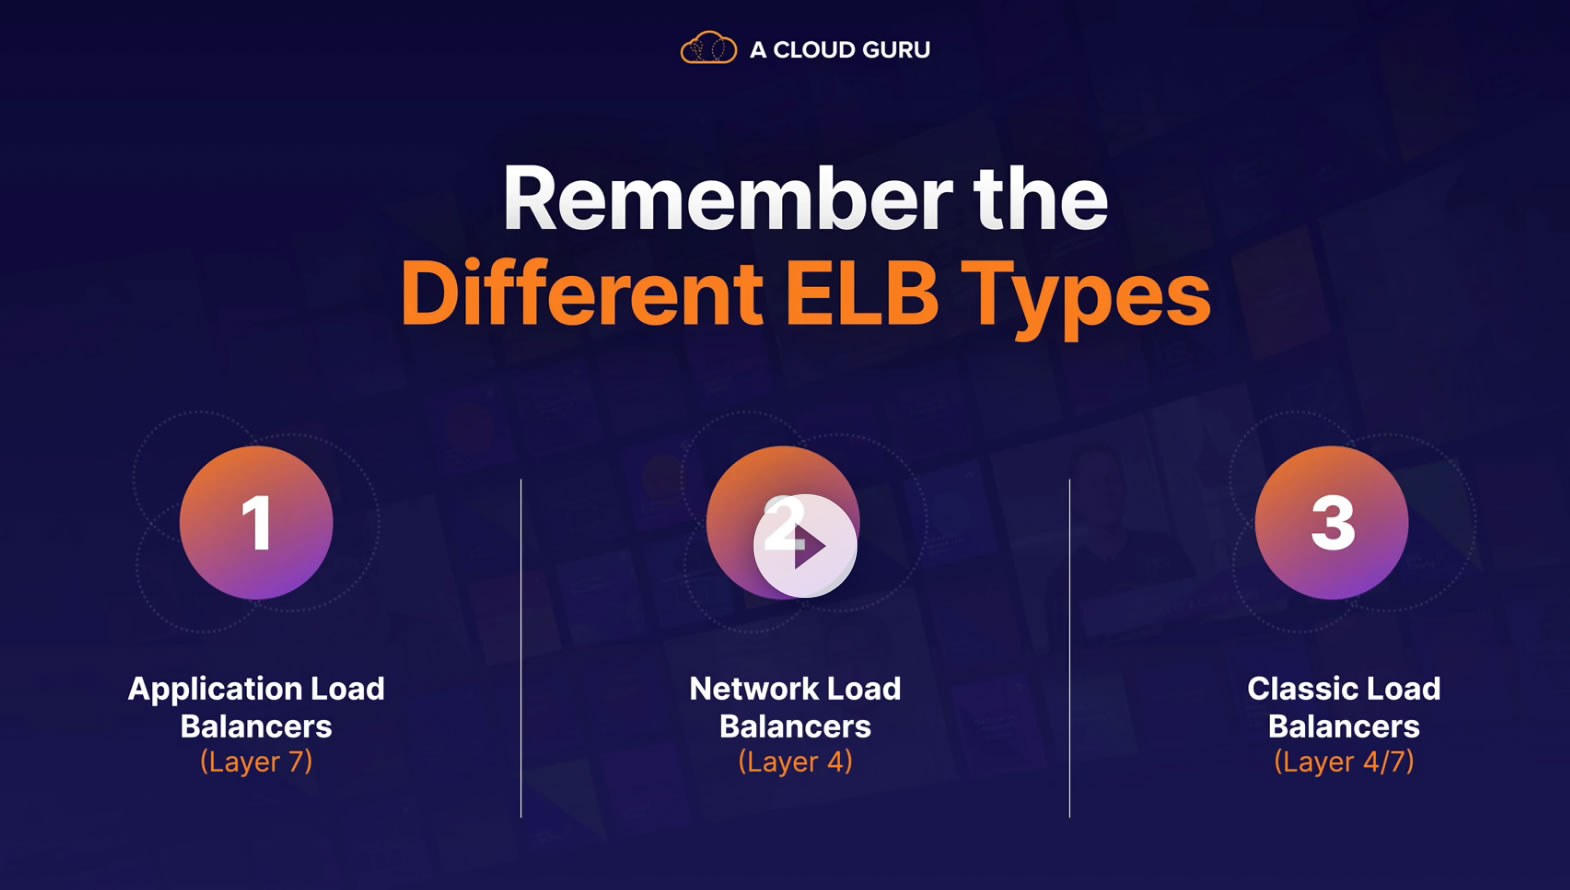 A CLOUD GURU
Remember the
Different ELB Types
1
2
3
Application Load
Balancers
(Layer 7)
Network Load
Balancers
(Layer 4)
Classic Load
Balancers
(Layer 4/7)